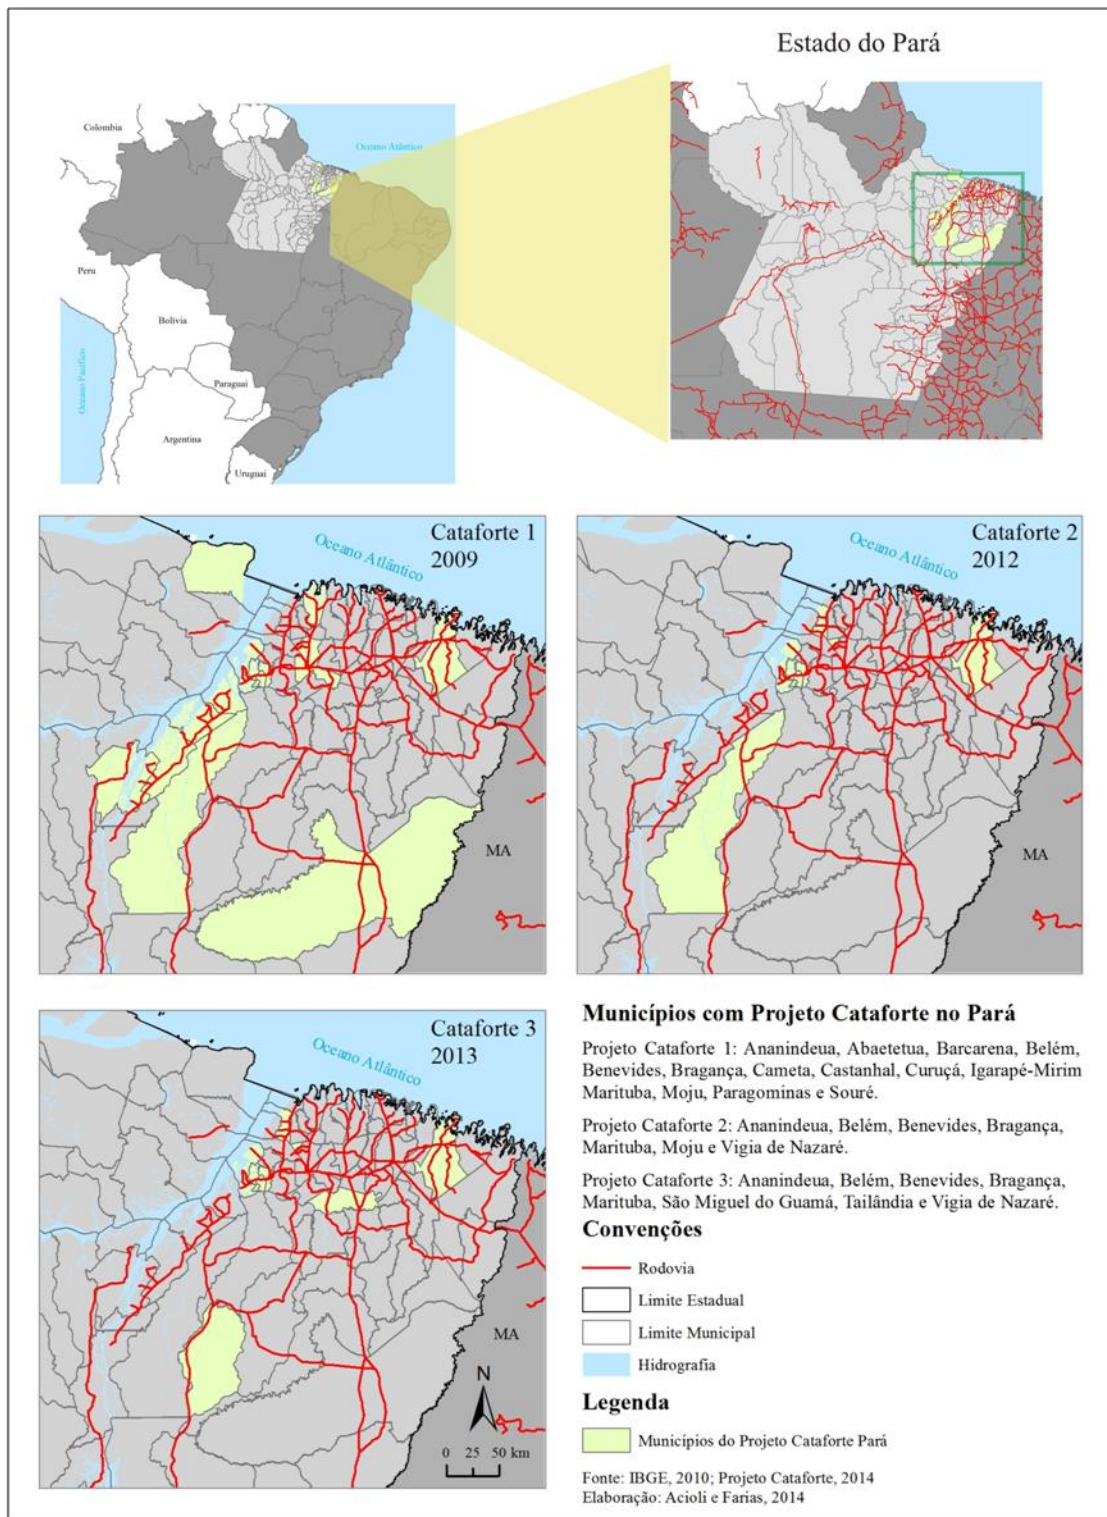 Estado do Pará
Colombia
Oceano Atlântico
Peru
Bolivia
Oceano Pacífico
Paraguai
Argentina
Uruguai
Cataforte 1
2009
Oceano Atlântico
MA
Cataforte 2
2012
Oceano Atlântico
MA
Cataforte 3
2013
Oceano Atlântico
MA
N
0 25 50 km
Municípios com Projeto Cataforte no Pará
Projeto Cataforte 1: Ananindeua, Abaetetua, Barcarena, Belém,
Benevides, Bragança, Cameta, Castanhal, Curuçá, Igarapé-Mirim
Marituba, Moju, Paragominas e Souré.
Projeto Cataforte 2: Ananindeua, Belém, Benevides, Bragança,
Marituba, Moju e Vigia de Nazaré.
Projeto Cataforte 3: Ananindeua, Belém, Benevides, Bragança,
Marituba, São Miguel do Guamá, Tailândia e Vigia de Nazaré.
Convenções
Rodovia
Limite Estadual
Limite Municipal
Hidrografia
Legenda
Municípios do Projeto Cataforte Pará
Fonte: IBGE, 2010; Projeto Cataforte, 2014
Elaboração: Acioli e Farias, 2014